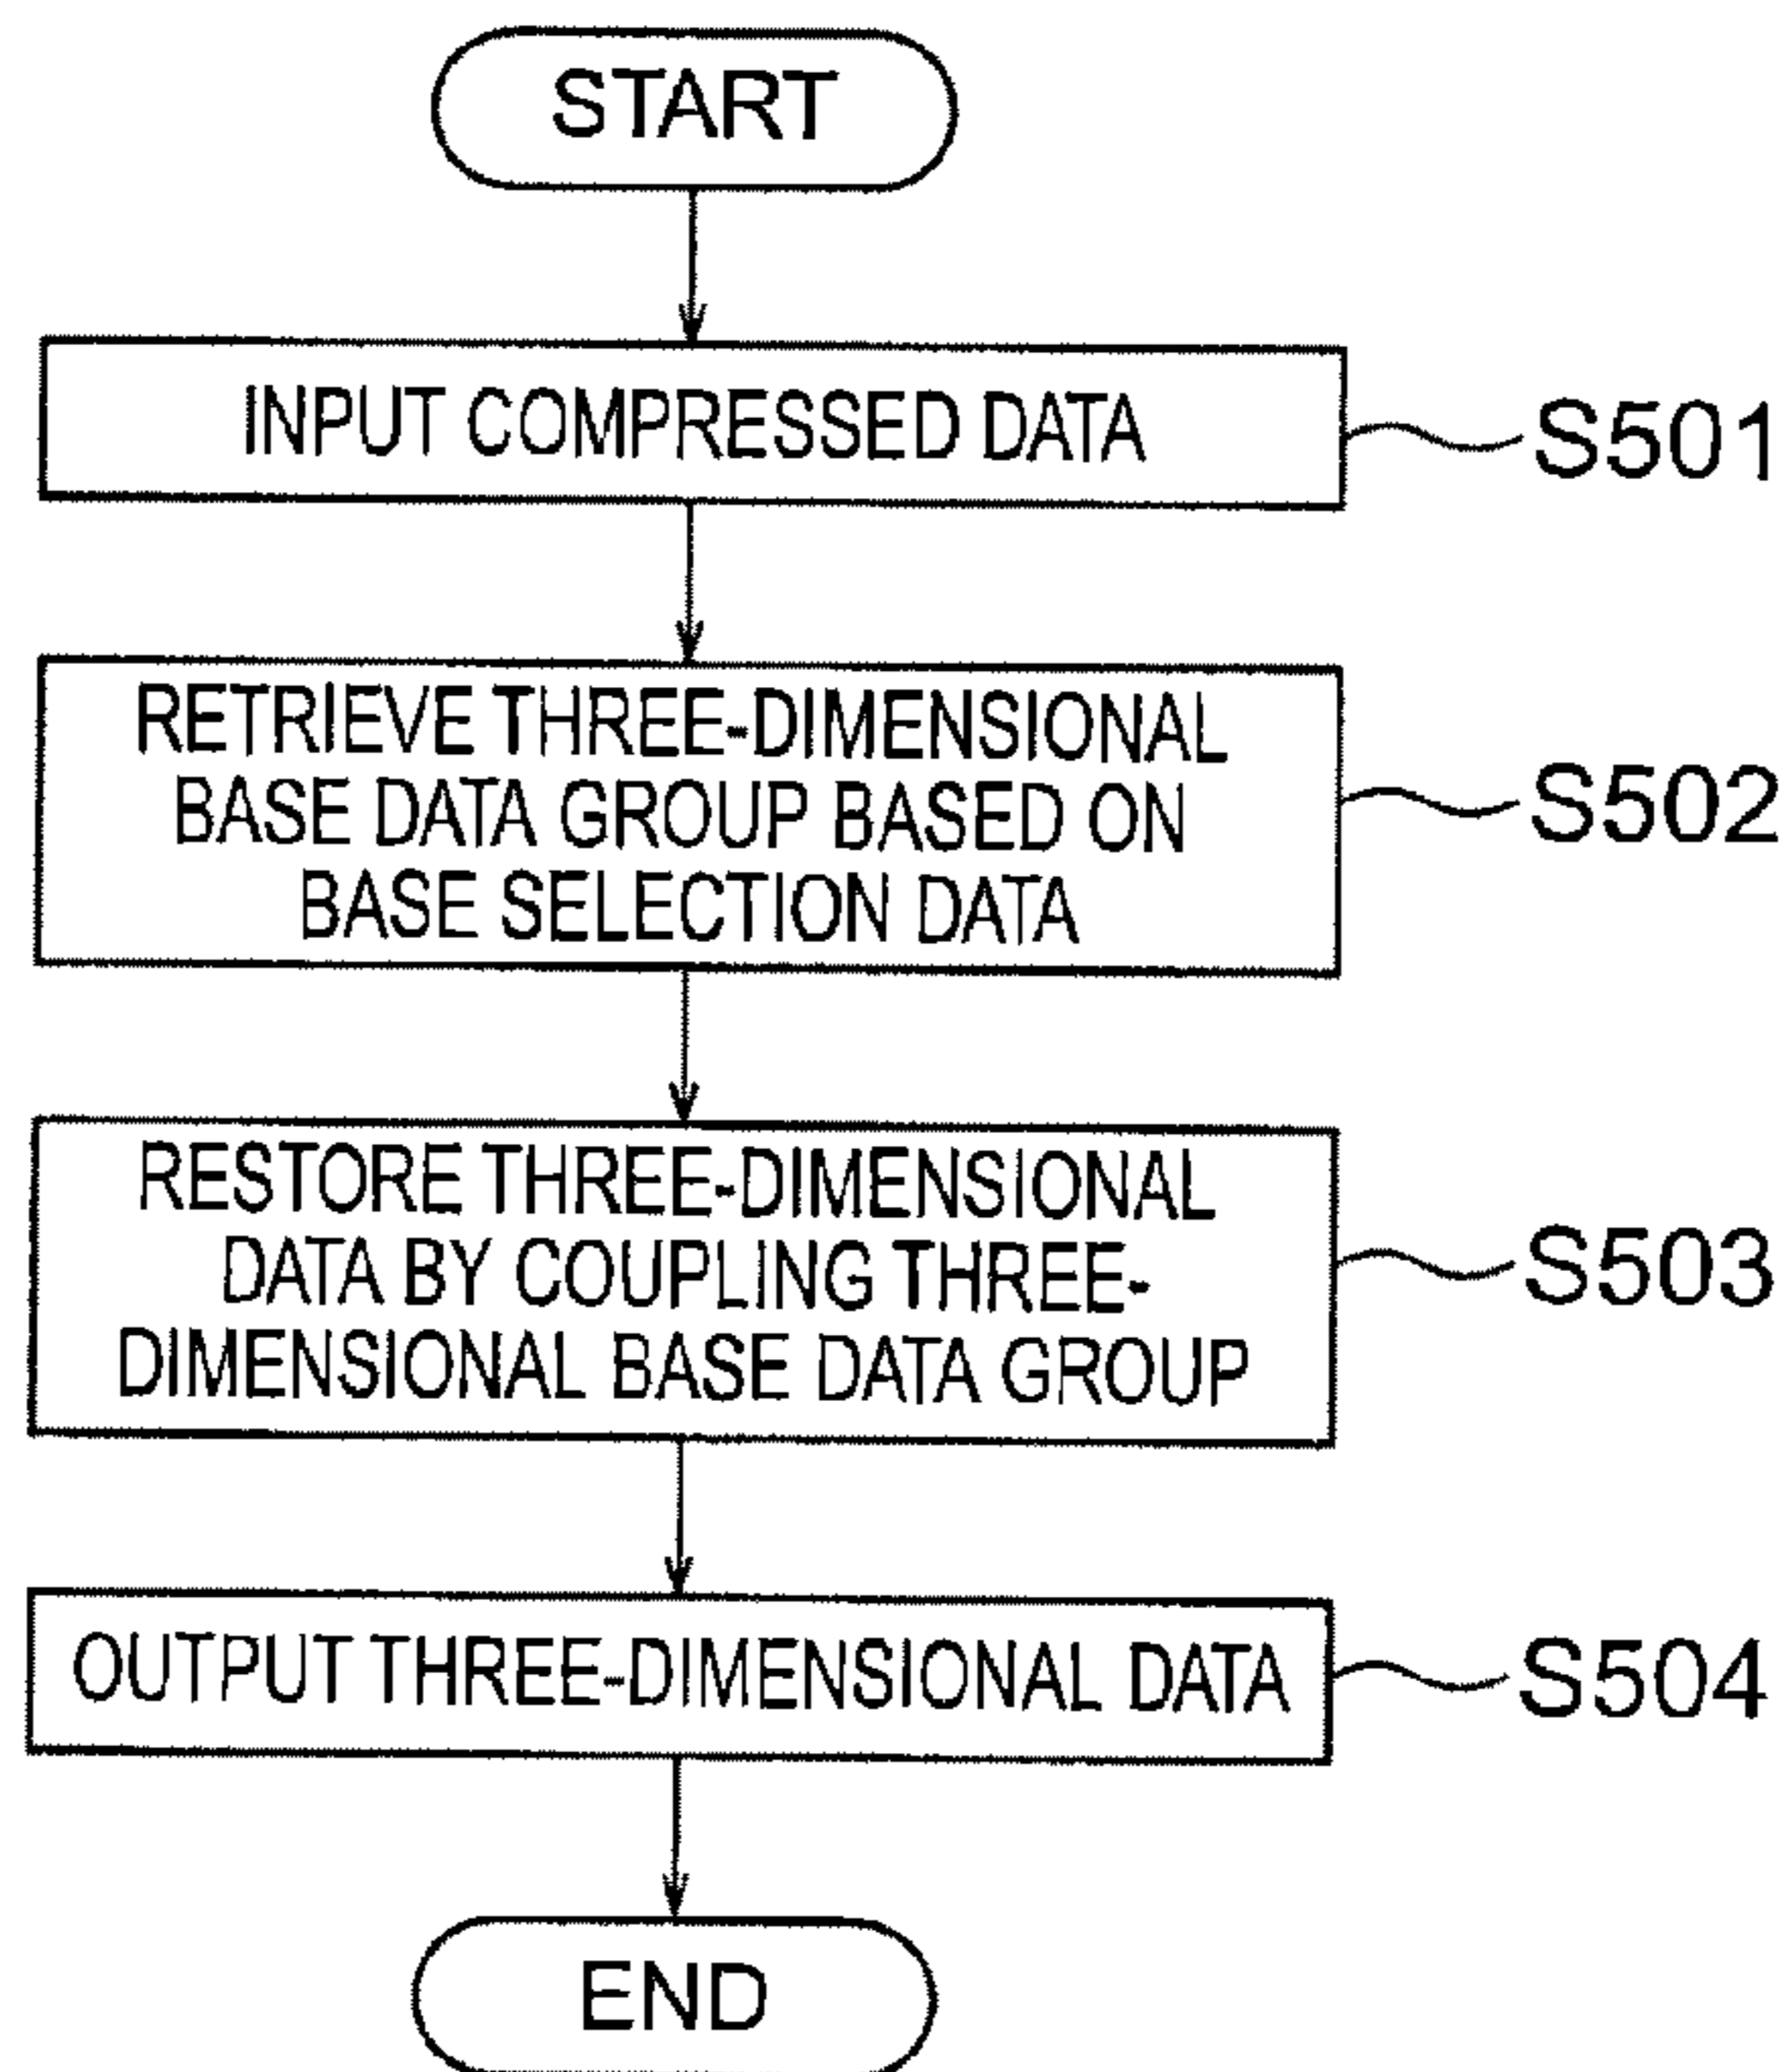 START
INPUT COMPRESSED DATA
S501
RETRIEVE THREE-DIMENSIONAL
BASE DATA GROUP BASED ON
BASE SELECTION DATA
S502
RESTORE THREE-DIMENSIONAL
DATA BY COUPLING THREE-
DIMENSIONAL BASE DATA GROUP
S503
OUTPUT THREE-DIMENSIONAL DATA
S504
END